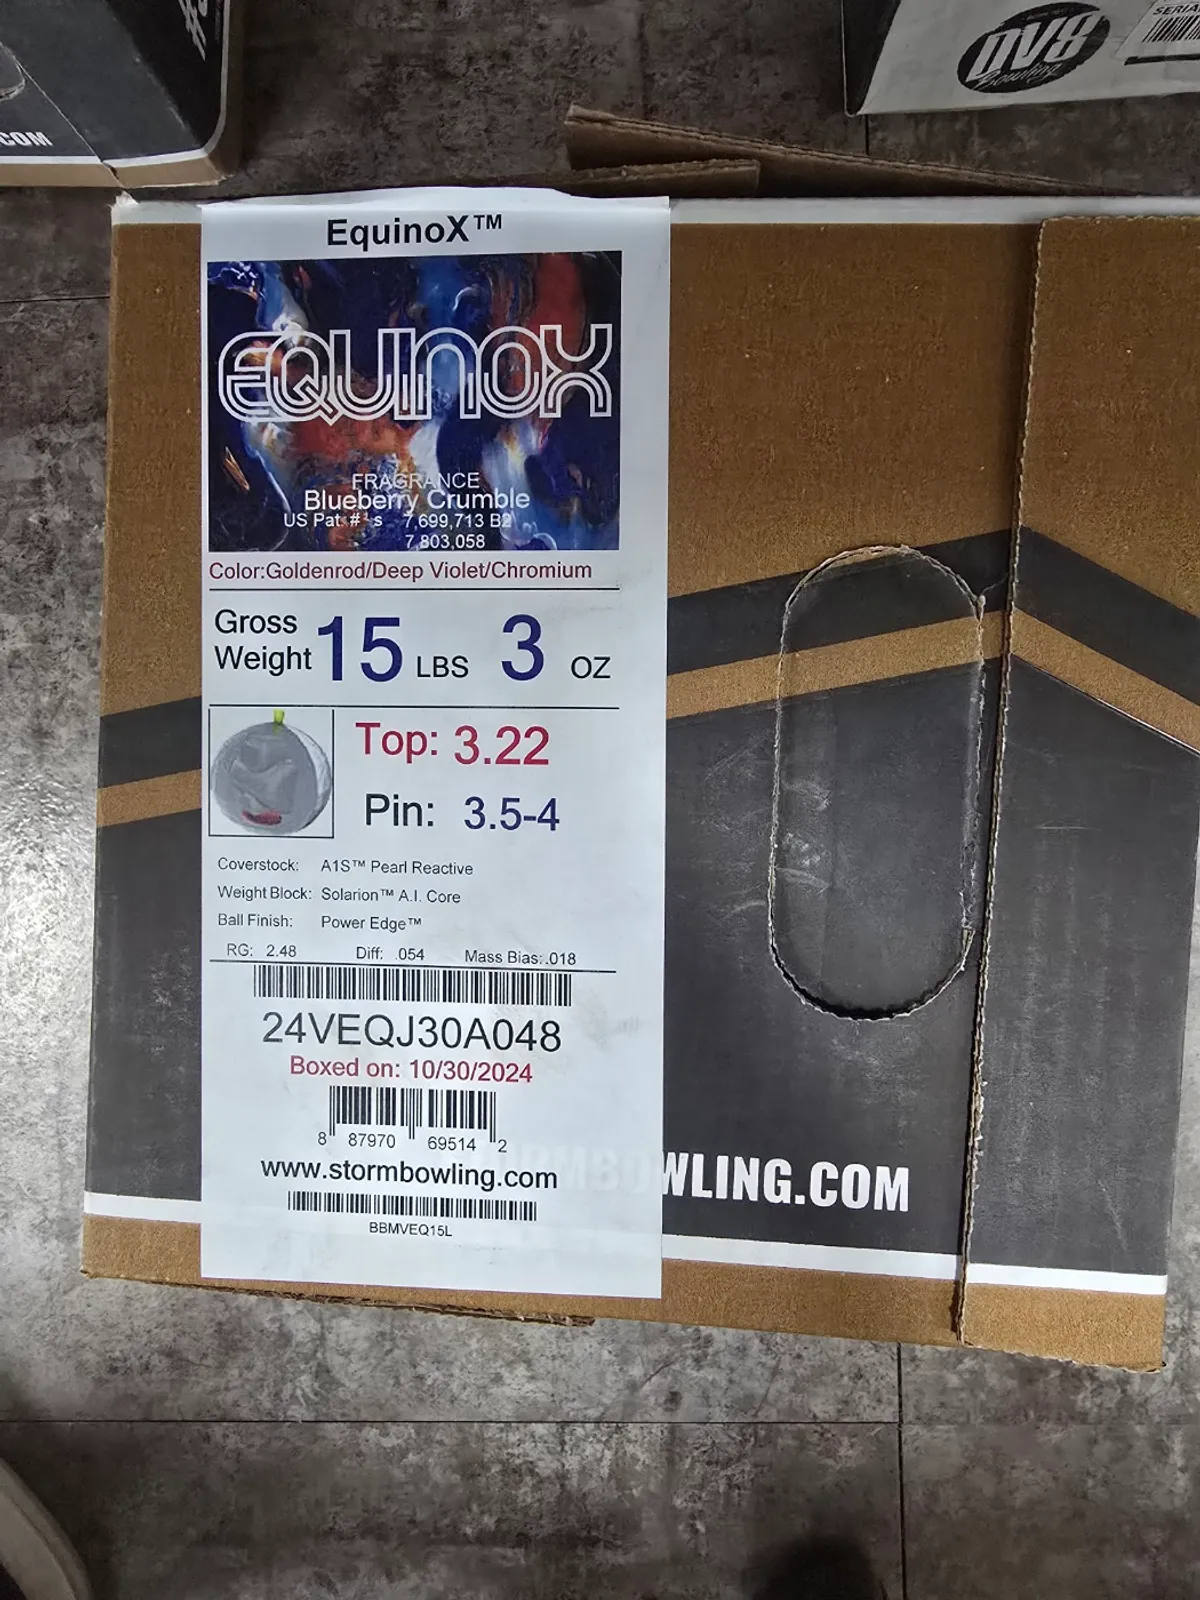 .COM
DV8
Bowling
SERIAL
EquinoX™
EQUINOX
FRAGRANCE
Blueberry Crumble
US Pat #'s 7,699,713 B2
7,803,058
Color:Goldenrod/Deep Violet/Chromium
Gross Weight 15 LBS 3 OZ
Top: 3.22
Pin: 3.5-4
Coverstock: A1S™ Pearl Reactive
Weight Block: Solarion™ A.I. Core
Ball Finish: Power Edge™
RG: 2.48 Diff: .054 Mass Bias:.018
24VEQJ30A048
Boxed on: 10/30/2024
8 87970 69514 2
www.stormbowling.com
BBMVEQ15L
WLING.COM